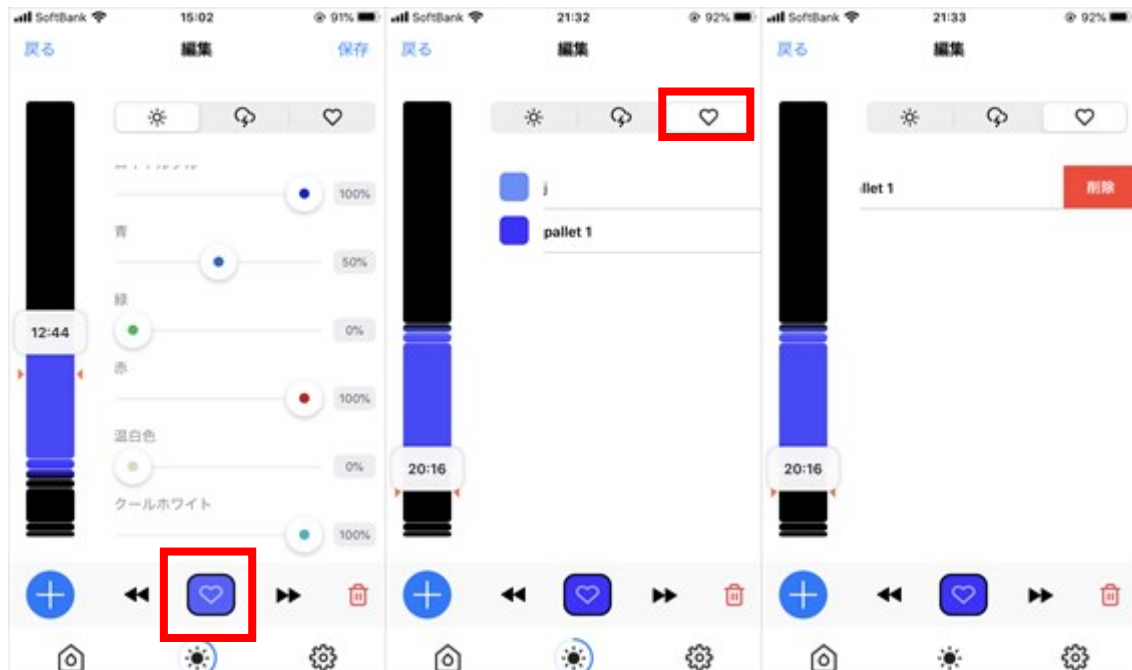 SoftBank 15:02 91%
戻る 編集 保存
100%
青
50%
緑
0%
12:44
赤
100%
温白色
0%
クールホワイト
100%
SoftBank 21:32 92%
戻る 編集
j
pallet 1
20:16
SoftBank 21:33 92%
戻る 編集
llet 1 削除
20:16